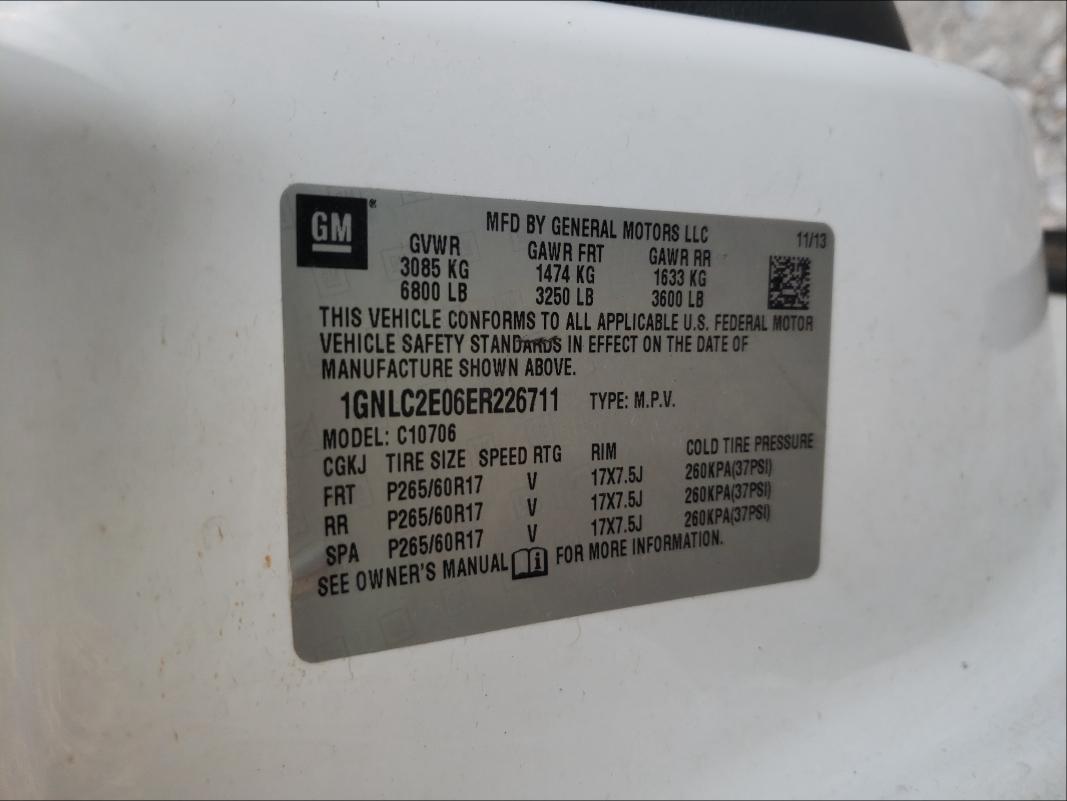 GM ®
MFD BY GENERAL MOTORS LLC 11/13
GVWR GAWR FRT GAWR RR
3085 KG 1474 KG 1633 KG
6800 LB 3250 LB 3600 LB
THIS VEHICLE CONFORMS TO ALL APPLICABLE U.S. FEDERAL MOTOR
VEHICLE SAFETY STANDARDS IN EFFECT ON THE DATE OF
MANUFACTURE SHOWN ABOVE.
1GNLC2E06ER226711 TYPE: M.P.V.
MODEL: C10706
CGKJ TIRE SIZE SPEED RTG RIM COLD TIRE PRESSURE
FRT P265/60R17 V 17X7.5J 260KPA(37PSI)
RR P265/60R17 V 17X7.5J 260KPA(37PSI)
SPA P265/60R17 V 17X7.5J 260KPA(37PSI)
SEE OWNER'S MANUAL i FOR MORE INFORMATION.